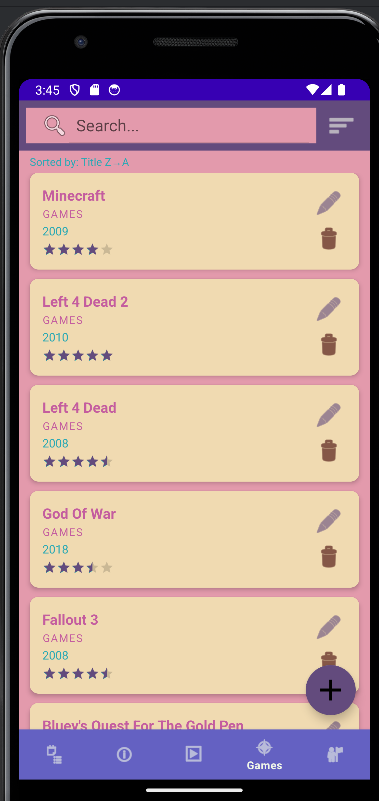 3:45
Search...
Sorted by: Title Z→A
Minecraft
GAMES
2009
Left 4 Dead 2
GAMES
2010
Left 4 Dead
GAMES
2008
God Of War
GAMES
2018
Fallout 3
GAMES
2008
Bluey's Quest For The Gold Pen
Games